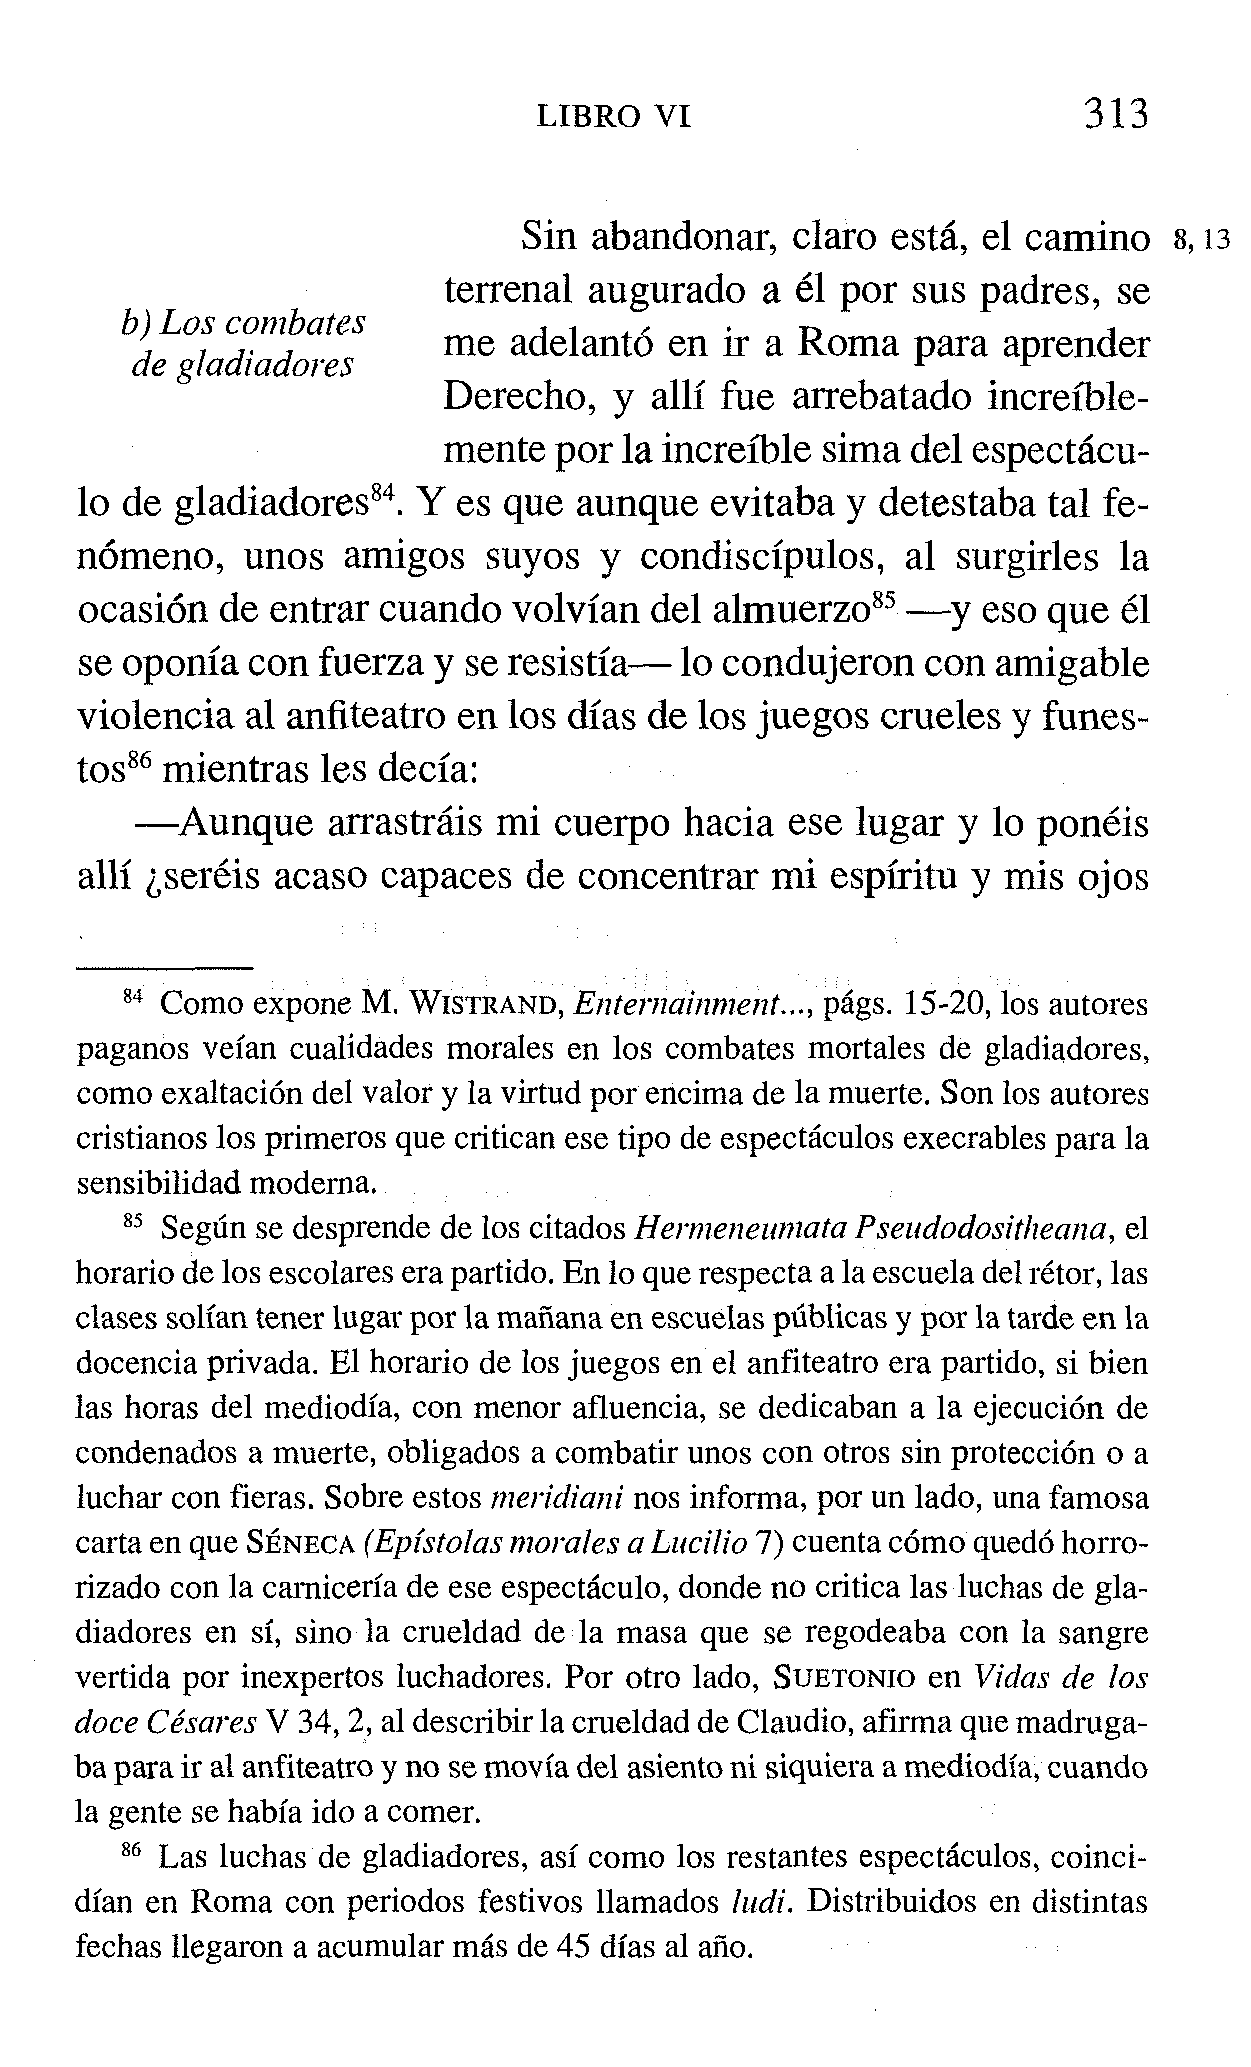 LIBRO VI 313
Sin abandonar, claro está, el camino 8, 13
terrenal augurado a él por sus padres, se
b) Los combates
de gladiadores
me adelantó en ir a Roma para aprender
Derecho, y allí fue arrebatado increíble-
mente por la increíble sima del espectácu-
lo de gladiadores⁸⁴. Y es que aunque evitaba y detestaba tal fe-
nómeno, unos amigos suyos y condiscípulos, al surgirles la
ocasión de entrar cuando volvían del almuerzo⁸⁵ —y eso que él
se oponía con fuerza y se resistía— lo condujeron con amigable
violencia al anfiteatro en los días de los juegos crueles y funes-
tos⁸⁶ mientras les decía:
—Aunque arrastráis mi cuerpo hacia ese lugar y lo ponéis
allí ¿seréis acaso capaces de concentrar mi espíritu y mis ojos
⁸⁴ Como expone M. WISTRAND, Enternainment..., págs. 15-20, los autores
paganos veían cualidades morales en los combates mortales de gladiadores,
como exaltación del valor y la virtud por encima de la muerte. Son los autores
cristianos los primeros que critican ese tipo de espectáculos execrables para la
sensibilidad moderna.
⁸⁵ Según se desprende de los citados Hermeneumata Pseudodositheana, el
horario de los escolares era partido. En lo que respecta a la escuela del rétor, las
clases solían tener lugar por la mañana en escuelas públicas y por la tarde en la
docencia privada. El horario de los juegos en el anfiteatro era partido, si bien
las horas del mediodía, con menor afluencia, se dedicaban a la ejecución de
condenados a muerte, obligados a combatir unos con otros sin protección o a
luchar con fieras. Sobre estos meridiani nos informa, por un lado, una famosa
carta en que SÉNECA (Epístolas morales a Lucilio 7) cuenta cómo quedó horro-
rizado con la carnicería de ese espectáculo, donde no critica las luchas de gla-
diadores en sí, sino la crueldad de la masa que se regodeaba con la sangre
vertida por inexpertos luchadores. Por otro lado, SUETONIO en Vidas de los
doce Césares V 34, 2, al describir la crueldad de Claudio, afirma que madruga-
ba para ir al anfiteatro y no se movía del asiento ni siquiera a mediodía, cuando
la gente se había ido a comer.
⁸⁶ Las luchas de gladiadores, así como los restantes espectáculos, coinci-
dían en Roma con periodos festivos llamados ludi. Distribuidos en distintas
fechas llegaron a acumular más de 45 días al año.